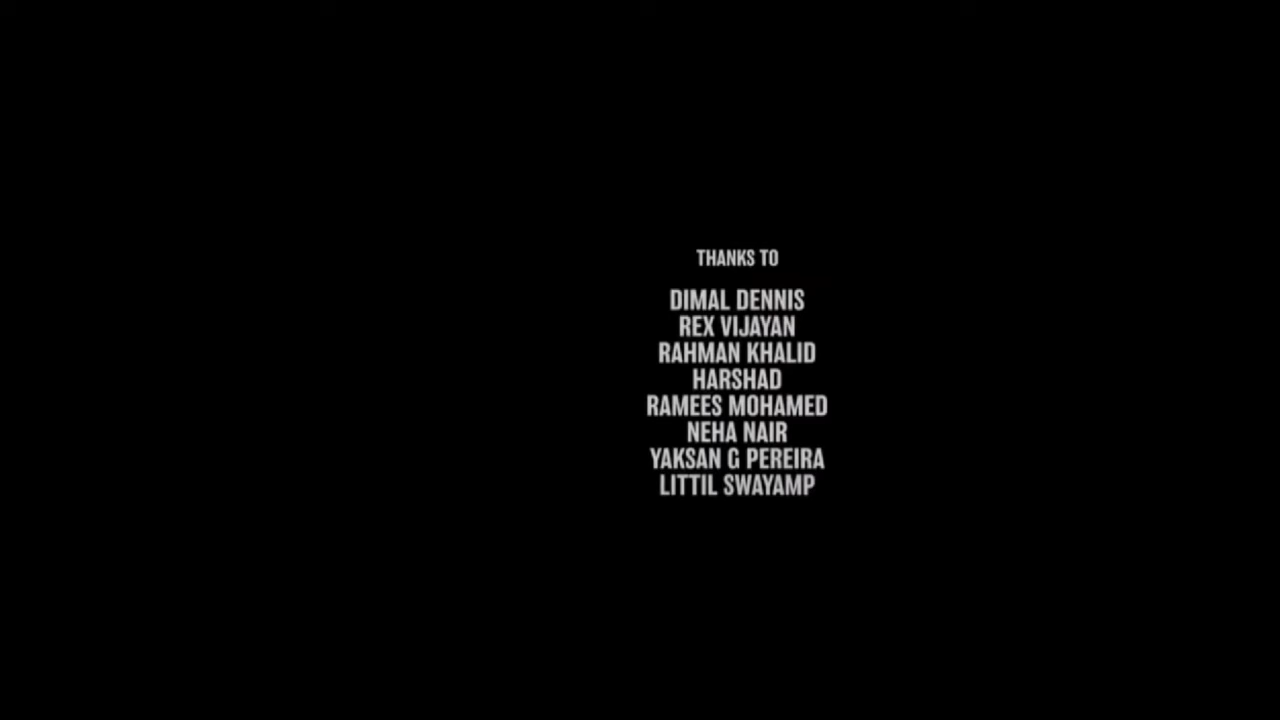 THANKS TO
DIMAL DENNIS
REX VIJAYAN
RAHMAN KHALID
HARSHAD
RAMEES MOHAMED
NEHA NAIR
YAKSAN G PEREIRA
LITTIL SWAYAMP